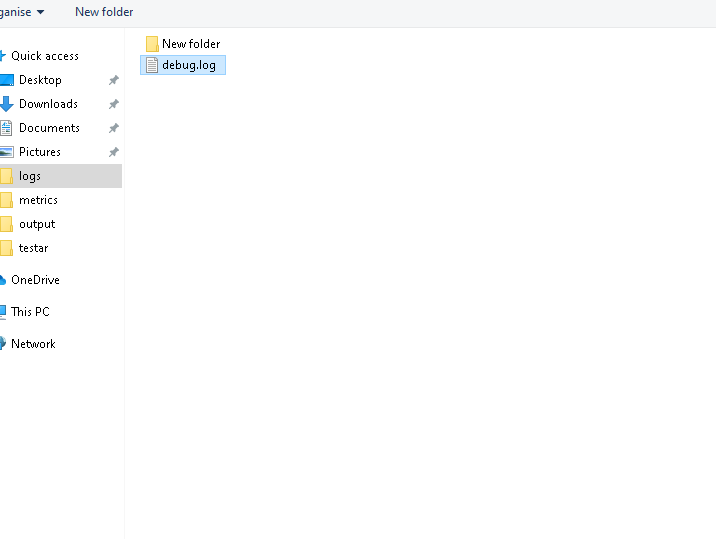 ganise New folder
Quick access
Desktop
Downloads
Documents
Pictures
logs
metrics
output
testar
OneDrive
This PC
Network
New folder
debug.log